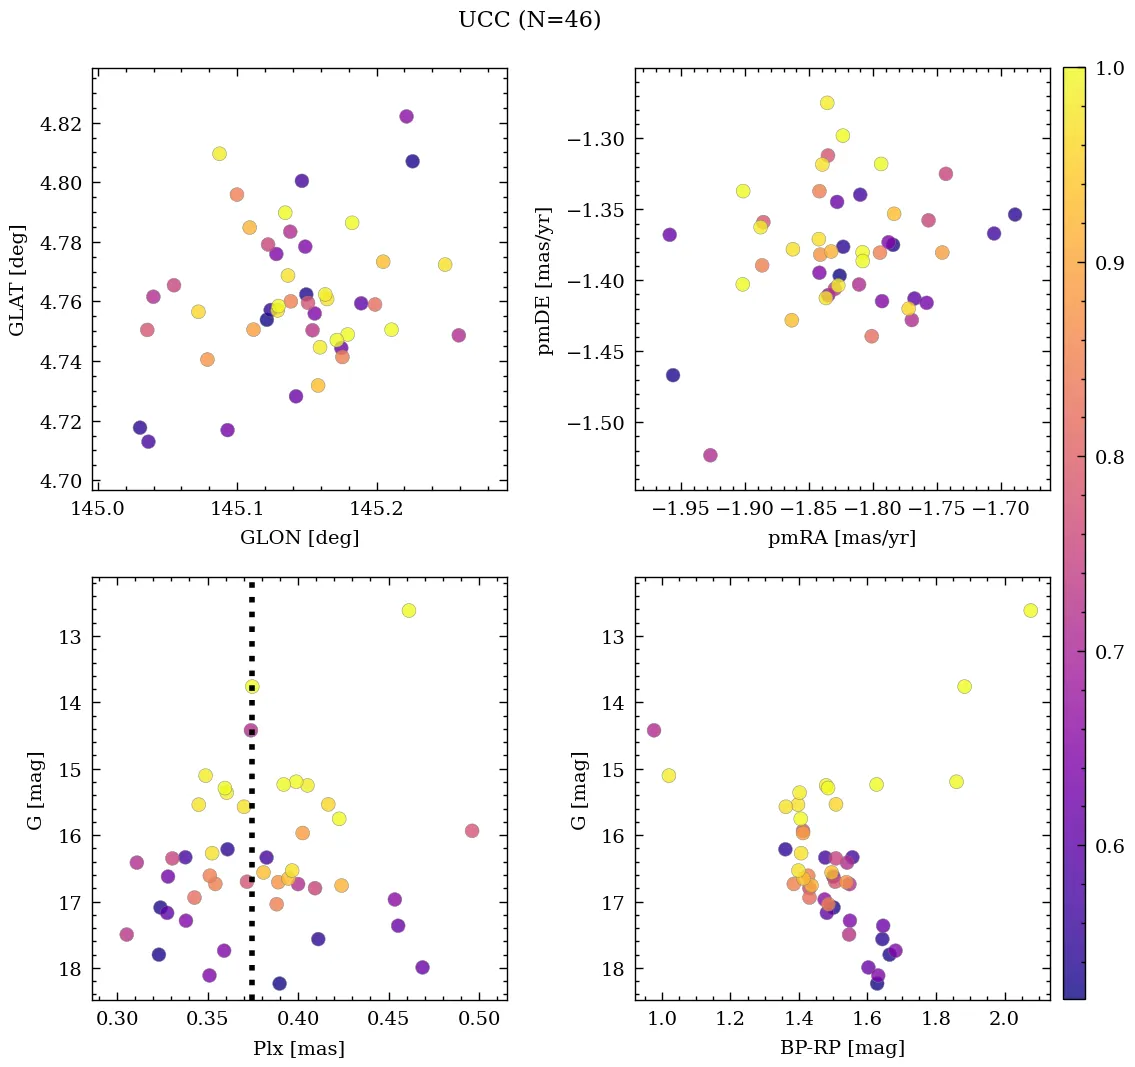 UCC (N=46)
4.82
4.80
4.78
4.76
4.74
4.72
4.70
GLAT [deg]
145.0 145.1 145.2
GLON [deg]
−1.30
−1.35
−1.40
−1.45
−1.50
pmDE [mas/yr]
−1.95 −1.90 −1.85 −1.80 −1.75 −1.70
pmRA [mas/yr]
1.0
0.9
0.8
0.7
0.6
13
14
15
16
17
18
G [mag]
0.30 0.35 0.40 0.45 0.50
Plx [mas]
13
14
15
16
17
18
G [mag]
1.0 1.2 1.4 1.6 1.8 2.0
BP-RP [mag]